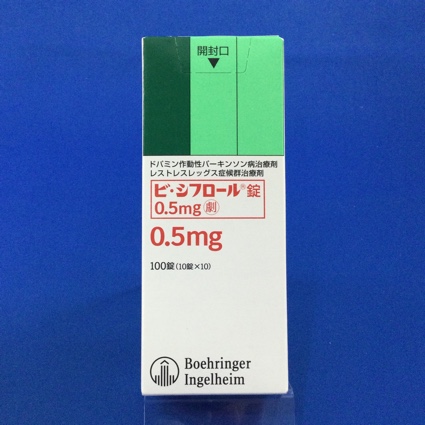 開封口
▼
ドパミン作動性パーキンソン病治療剤
レストレスレッグス症候群治療剤
ビ・シフロール®錠
0.5mg 劇
0.5mg
100錠（10錠×10）
Boehringer
Ingelheim